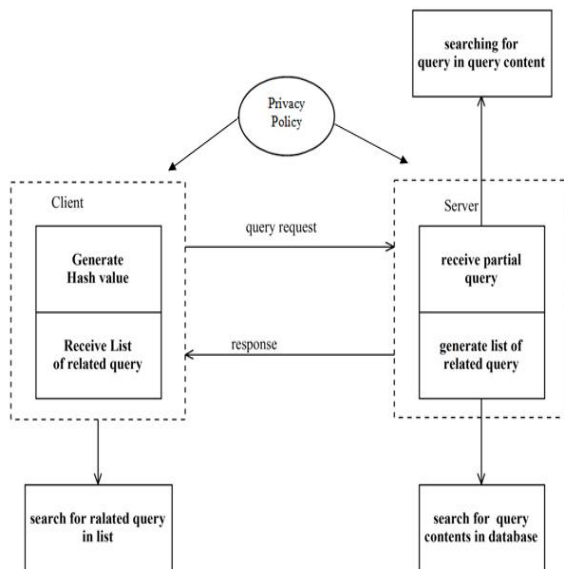 searching for
query in query content
Privacy
Policy
Client
Server
query request
Generate
Hash value
receive partial
query
response
Receive List
of related query
generate list of
related query
search for ralated query
in list
search for query
contents in database